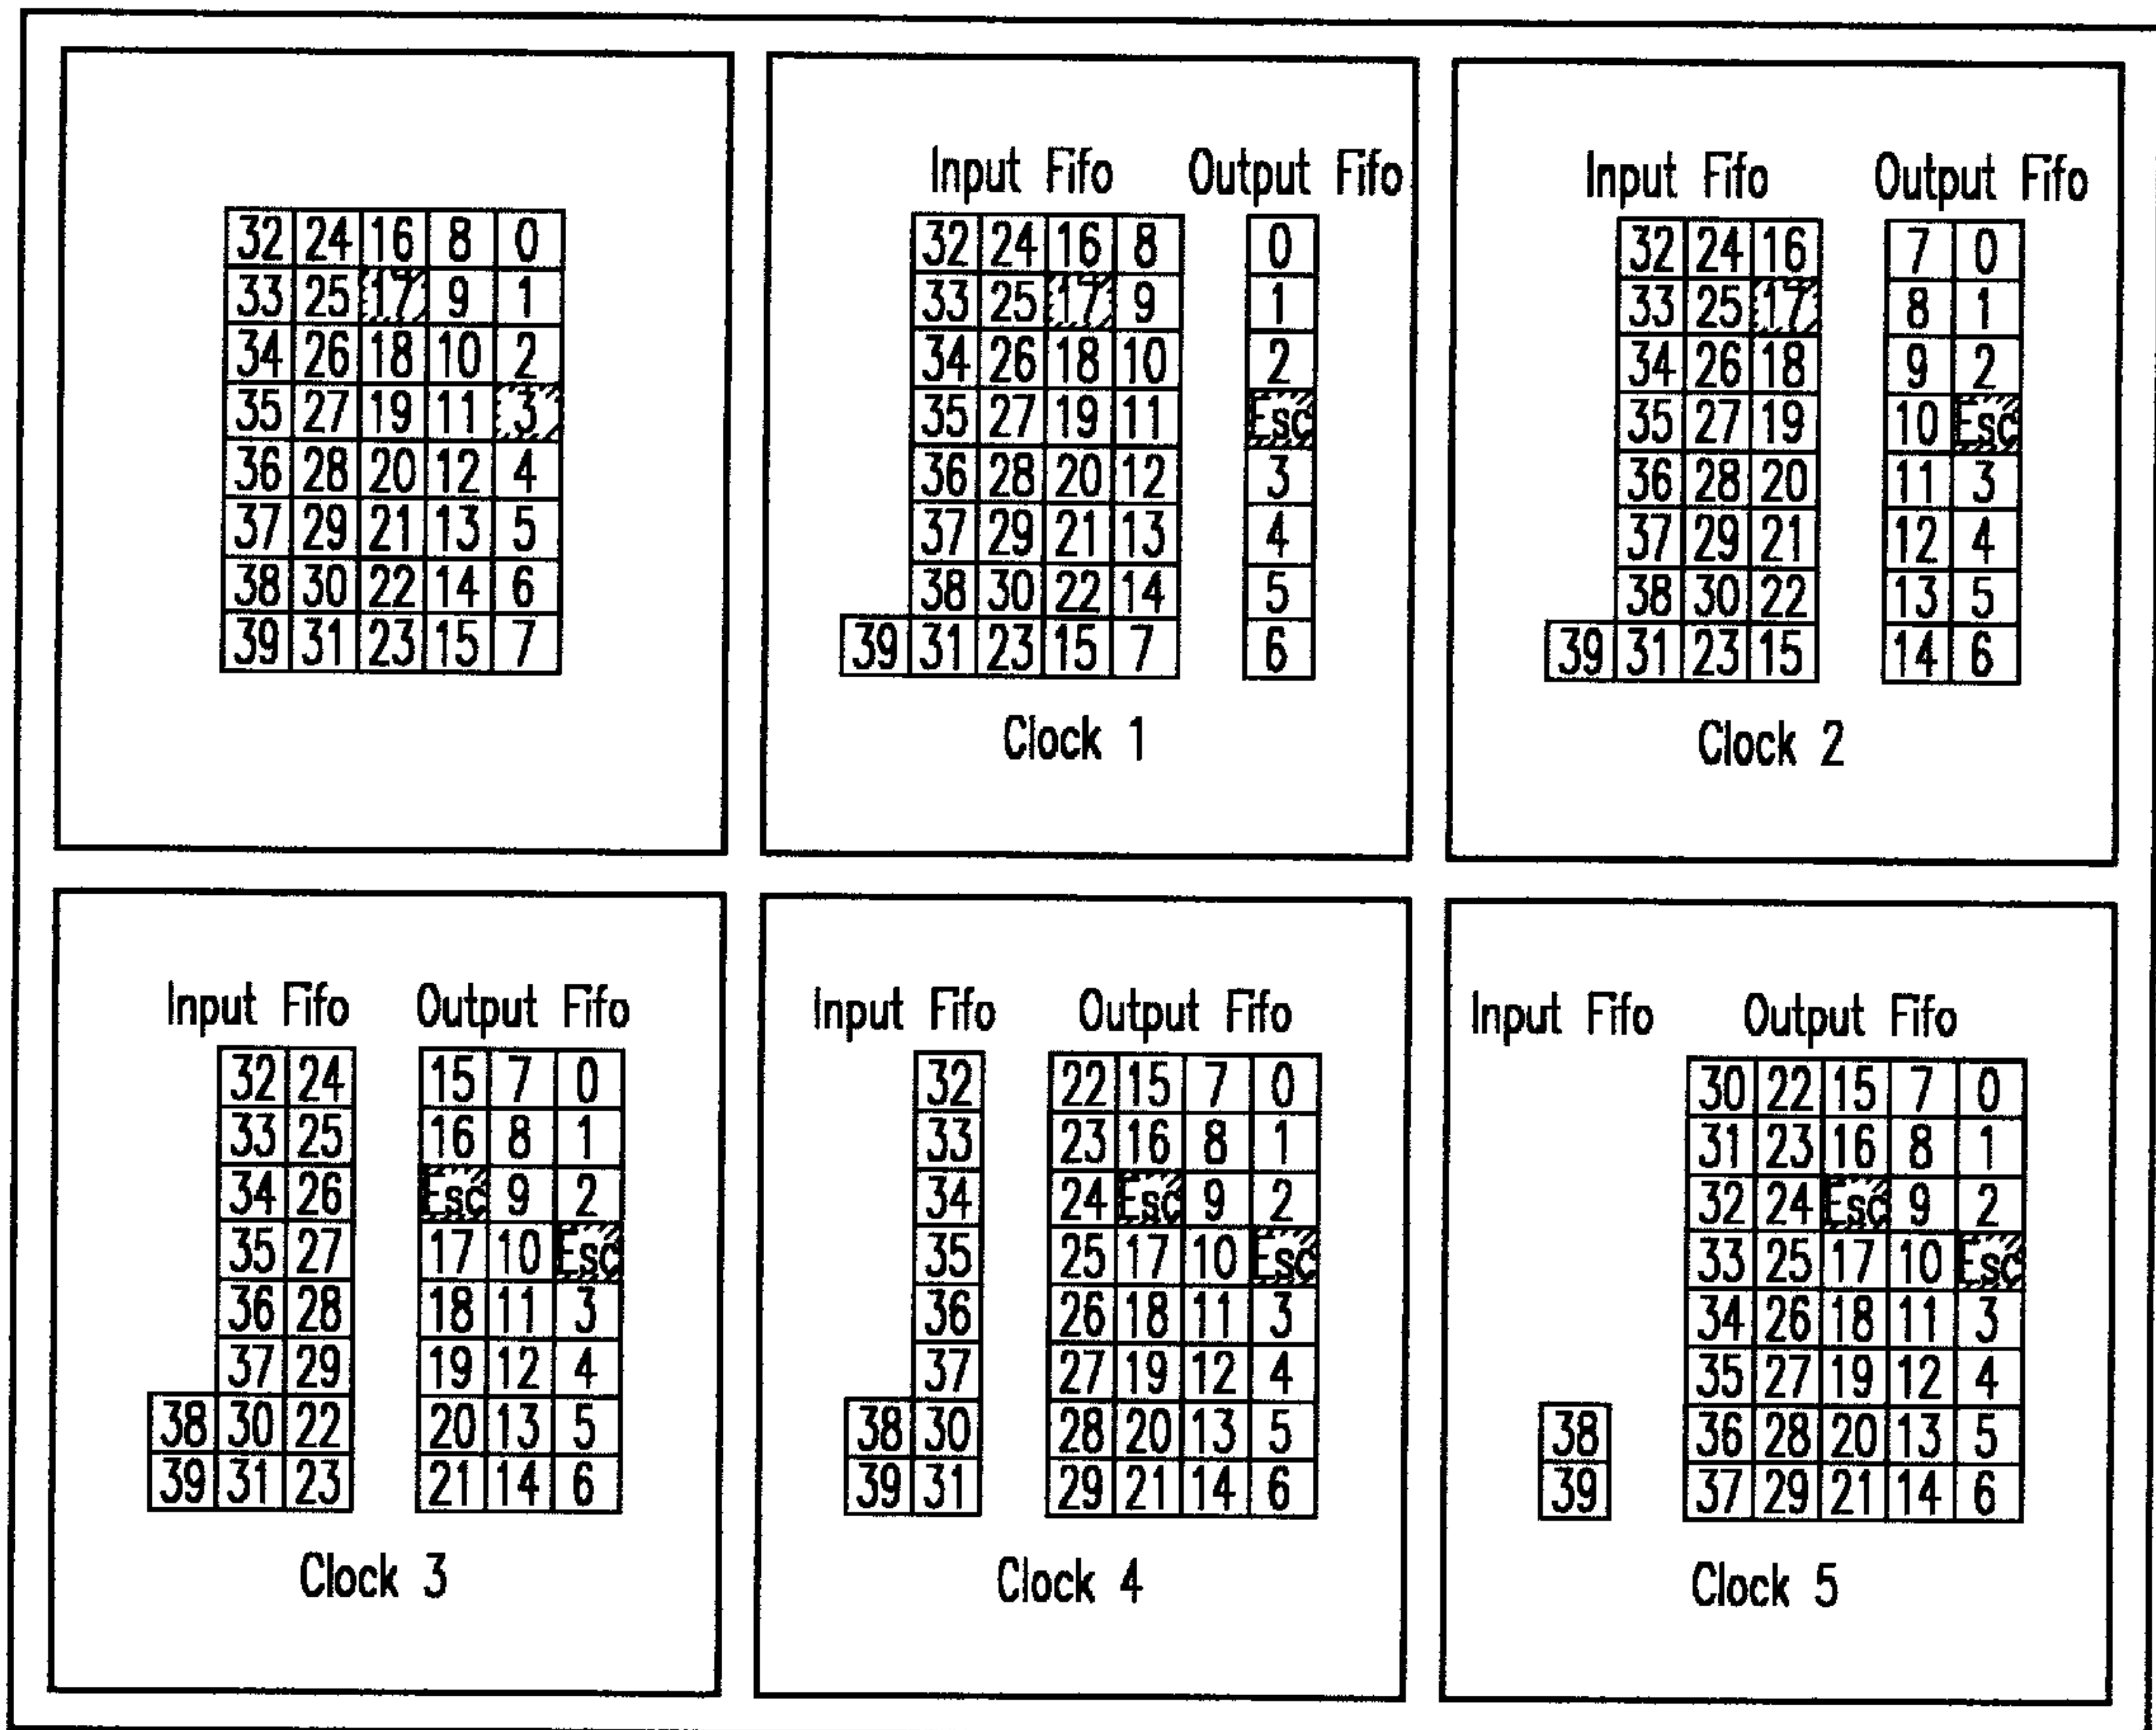 32 24 16 8 0
33 25 17 9 1
34 26 18 10 2
35 27 19 11 3
36 28 20 12 4
37 29 21 13 5
38 30 22 14 6
39 31 23 15 7
Input Fifo Output Fifo
32 24 16 8 0
33 25 17 9 1
34 26 18 10 2
35 27 19 11 Esc
36 28 20 12 3
37 29 21 13 4
38 30 22 14 5
39 31 23 15 7 6
Clock 1
Input Fifo Output Fifo
32 24 16 7 0
33 25 17 8 1
34 26 18 9 2
35 27 19 10 Esc
36 28 20 11 3
37 29 21 12 4
38 30 22 13 5
39 31 23 15 14 6
Clock 2
Input Fifo Output Fifo
32 24 15 7 0
33 25 16 8 1
34 26 Esc 9 2
35 27 17 10 Esc
36 28 18 11 3
37 29 19 12 4
38 30 22 20 13 5
39 31 23 21 14 6
Clock 3
Input Fifo Output Fifo
32 22 15 7 0
33 23 16 8 1
34 24 Esc 9 2
35 25 17 10 Esc
36 26 18 11 3
37 27 19 12 4
38 30 28 20 13 5
39 31 29 21 14 6
Clock 4
Input Fifo Output Fifo
30 22 15 7 0
31 23 16 8 1
32 24 Esc 9 2
33 25 17 10 Esc
34 26 18 11 3
35 27 19 12 4
38 36 28 20 13 5
39 37 29 21 14 6
Clock 5